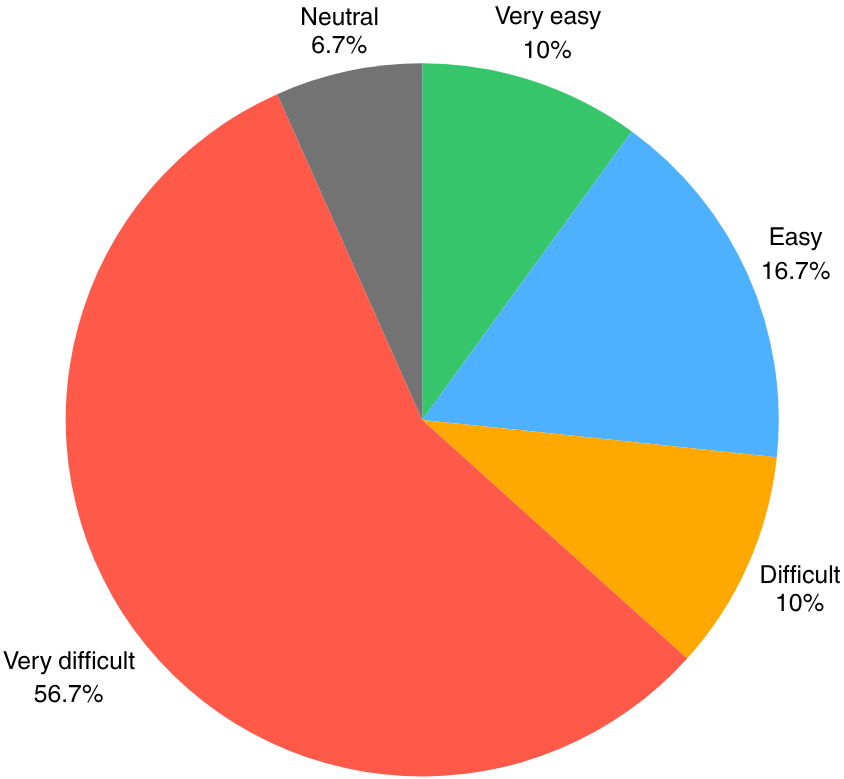 Neutral
6.7%
Very easy
10%
Easy
16.7%
Difficult
10%
Very difficult
56.7%